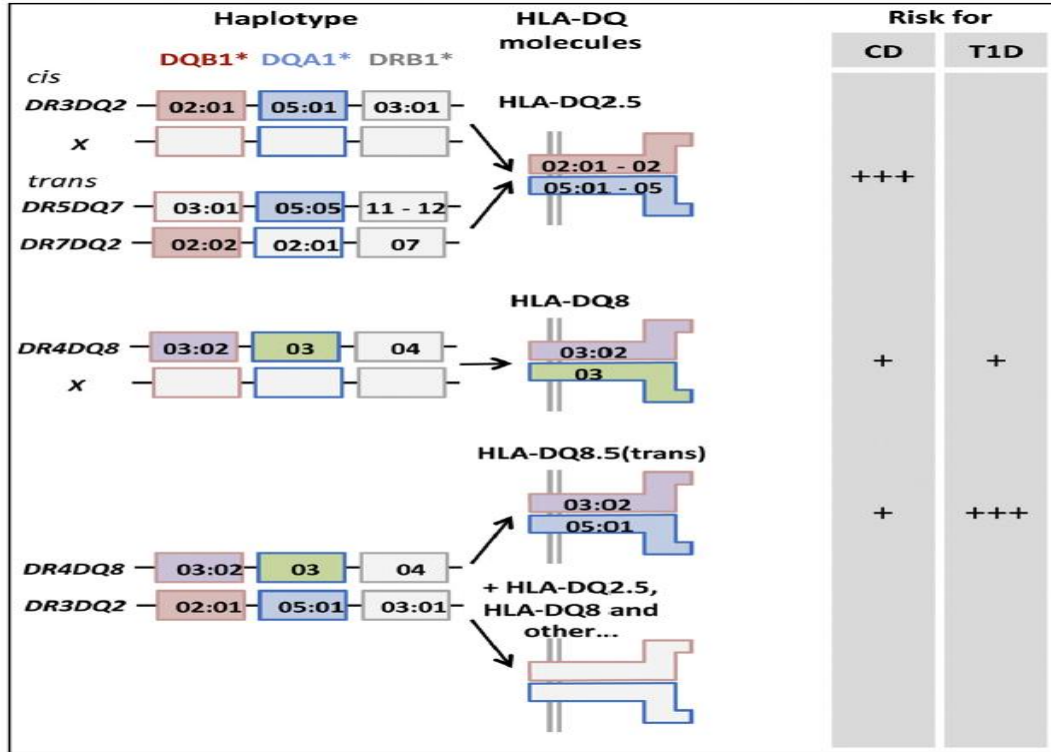 Haplotype
HLA-DQ
molecules
Risk for
CD T1D
DQB1* DQA1* DRB1*
cis
DR3DQ2 02:01 05:01 03:01
x
HLA-DQ2.5
02:01 - 02
05:01 - 05
+++
trans
DR5DQ7 03:01 05:05 11 - 12
DR7DQ2 02:02 02:01 07
HLA-DQ8
DR4DQ8 03:02 03 04
x
03:02
03
+ +
HLA-DQ8.5(trans)
03:02
05:01
+ +++
DR4DQ8 03:02 03 04
DR3DQ2 02:01 05:01 03:01
+ HLA-DQ2.5,
HLA-DQ8 and
other...